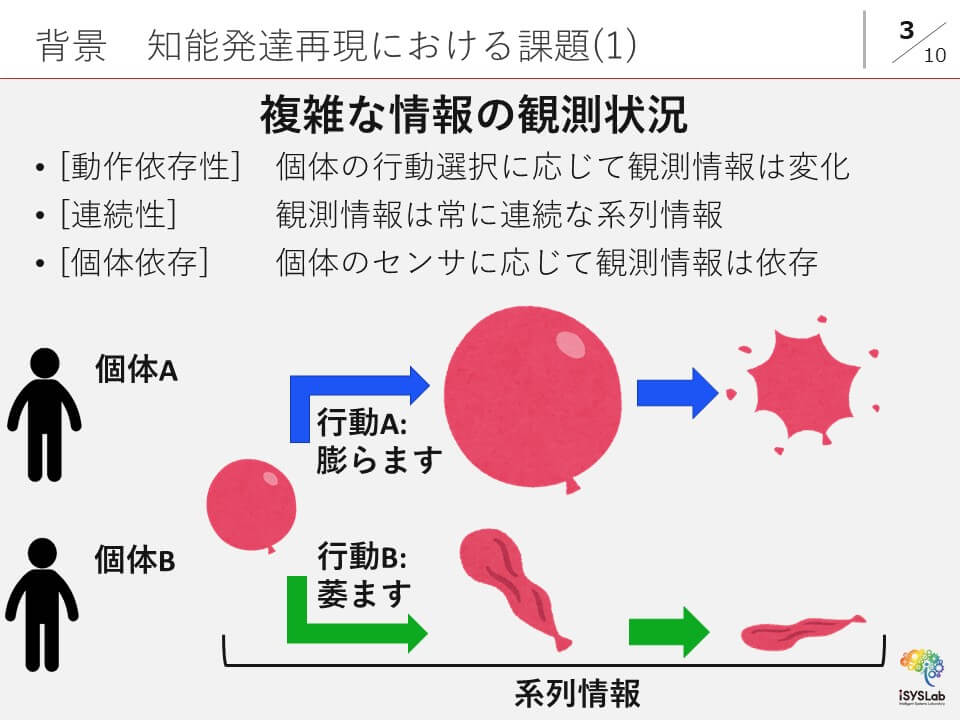 背景　知能発達再現における課題(1)
3
10
複雑な情報の観測状況
• [動作依存性]　個体の行動選択に応じて観測情報は変化
• [連続性]　観測情報は常に連続な系列情報
• [個体依存]　個体のセンサに応じて観測情報は依存
個体A
行動A:
膨らます
個体B
行動B:
萎ます
系列情報
iSYSLab
Intelligent Systems Laboratory